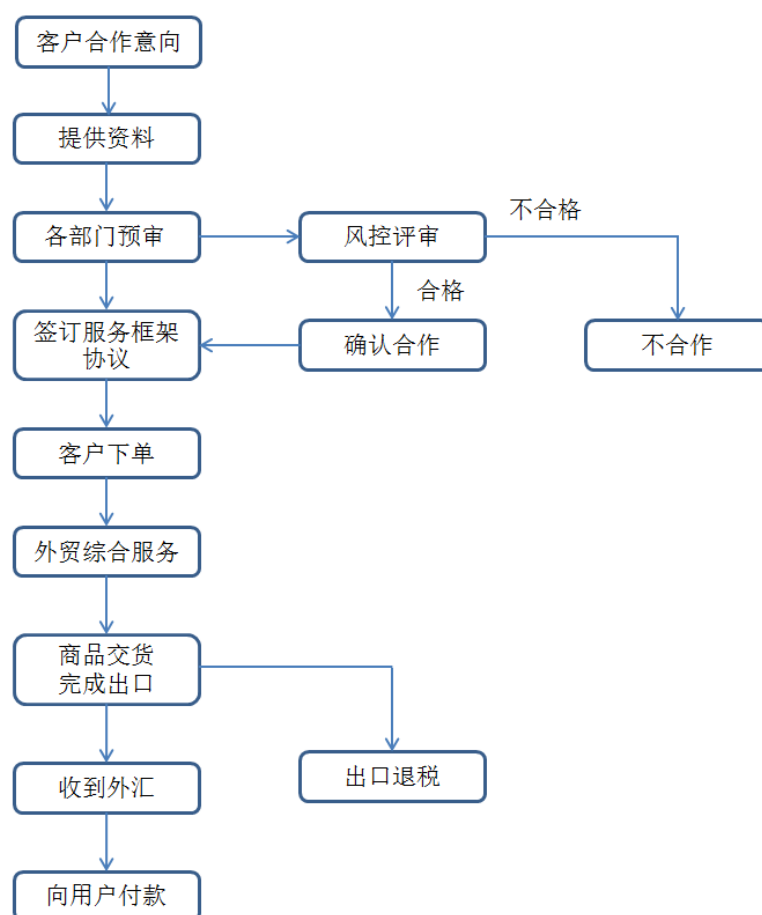 客户合作意向
提供资料
各部门预审
风控评审
不合格
合格
签订服务框架
协议
确认合作
不合作
客户下单
外贸综合服务
商品交货
完成出口
出口退税
收到外汇
向用户付款